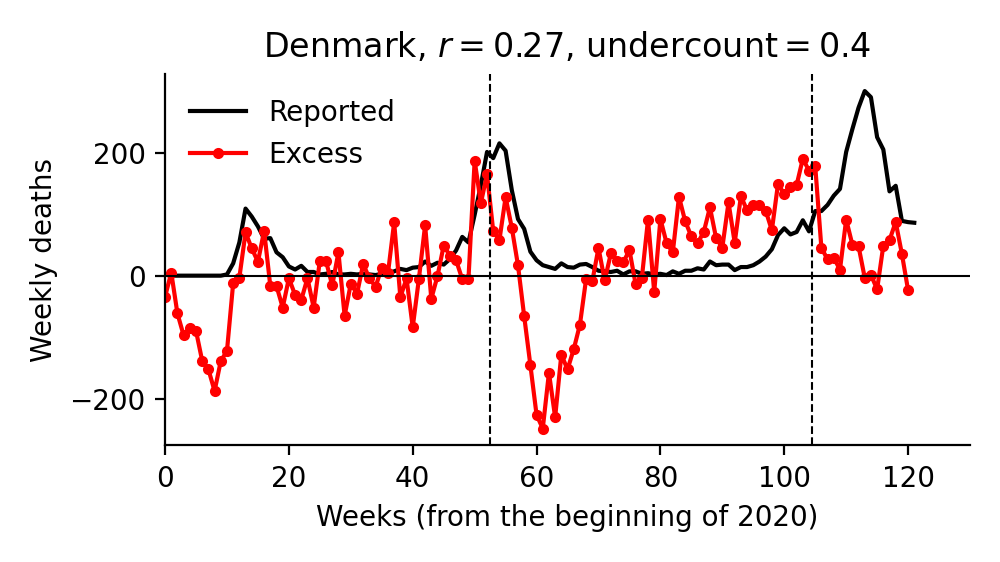 Denmark, r = 0.27, undercount = 0.4
Reported
Excess
Weekly deaths
200
0
−200
0 20 40 60 80 100 120
Weeks (from the beginning of 2020)